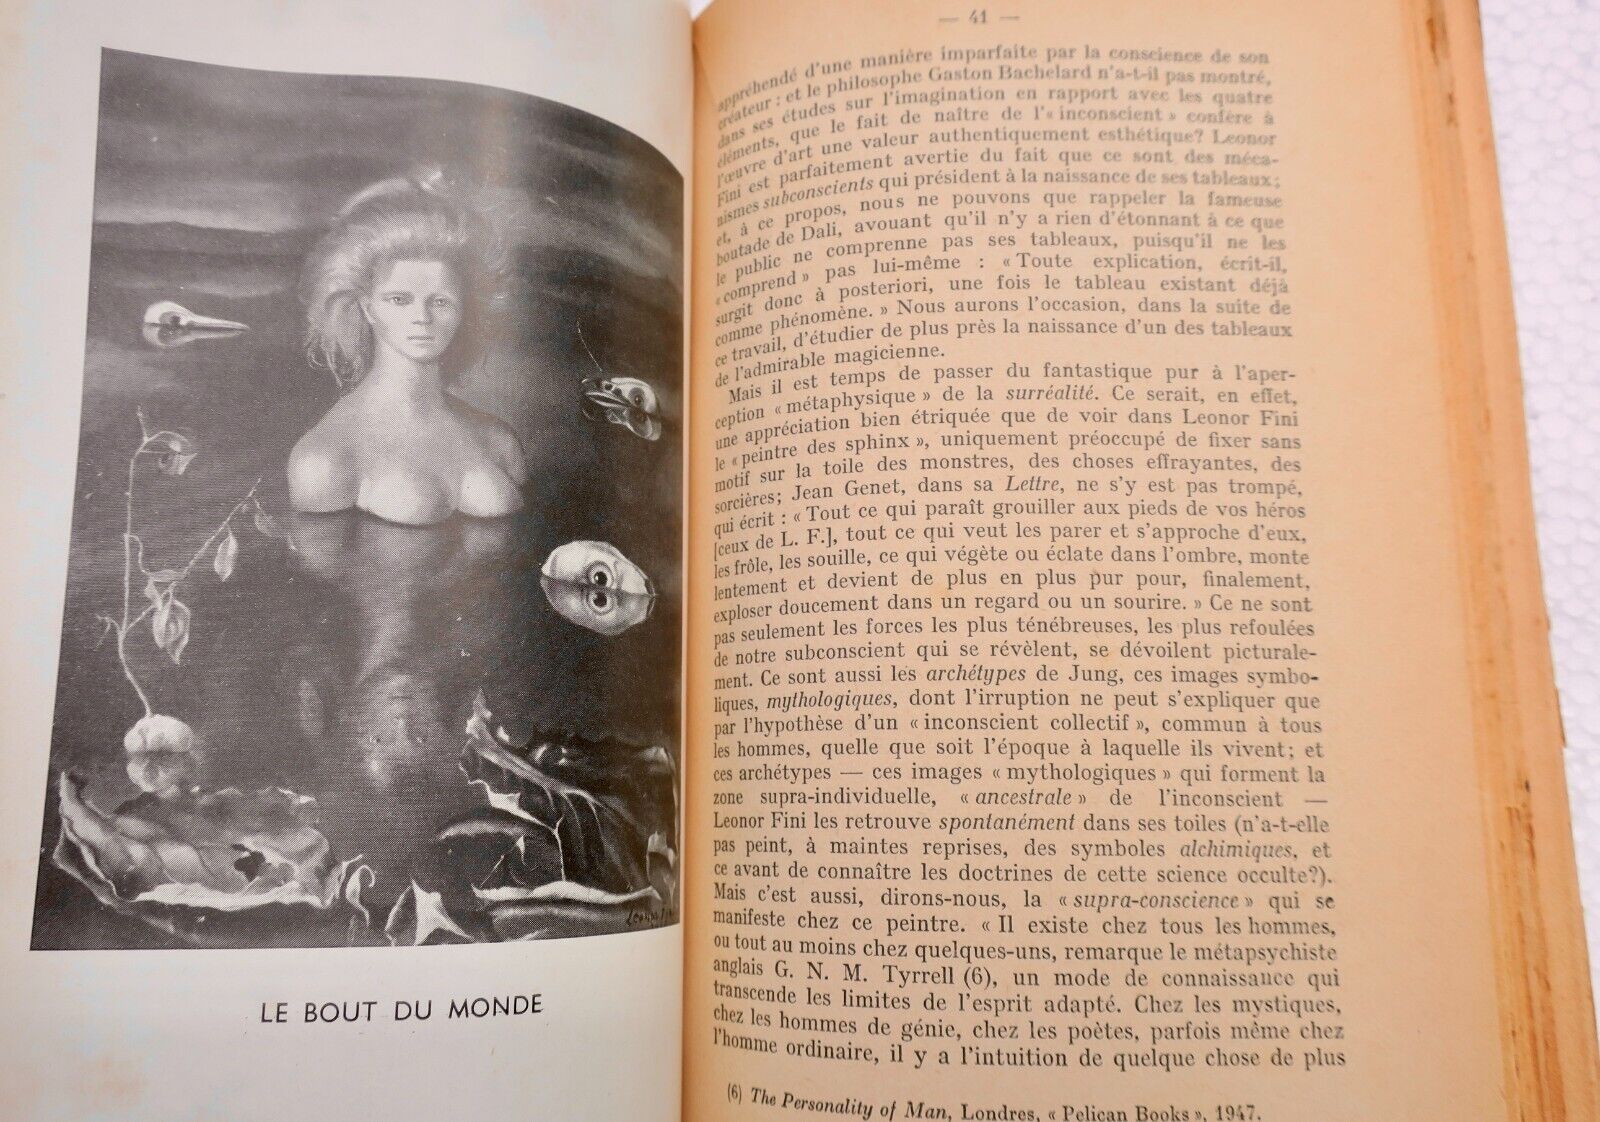 Leonor Fini
LE BOUT DU MONDE
— 41 —
appréhendé d'une manière imparfaite par la conscience de son
créateur : et le philosophe Gaston Bachelard n'a-t-il pas montré,
dans ses études sur l'imagination en rapport avec les quatre
éléments, que le fait de naître de l'« inconscient » confère à
l'œuvre d'art une valeur authentiquement esthétique? Leonor
Fini est parfaitement avertie du fait que ce sont des méca-
nismes subconscients qui président à la naissance de ses tableaux;
et, à ce propos, nous ne pouvons que rappeler la fameuse
boutade de Dali, avouant qu'il n'y a rien d'étonnant à ce que
le public ne comprenne pas ses tableaux, puisqu'il ne les
« comprend » pas lui-même : « Toute explication, écrit-il,
surgit donc à posteriori, une fois le tableau existant déjà
comme phénomène. » Nous aurons l'occasion, dans la suite de
ce travail, d'étudier de plus près la naissance d'un des tableaux
de l'admirable magicienne.
Mais il est temps de passer du fantastique pur à l'aper-
ception « métaphysique » de la surréalité. Ce serait, en effet,
une appréciation bien étriquée que de voir dans Leonor Fini
le « peintre des sphinx », uniquement préoccupé de fixer sans
motif sur la toile des monstres, des choses effrayantes, des
sorcières; Jean Genet, dans sa Lettre, ne s'y est pas trompé,
qui écrit : « Tout ce qui paraît grouiller aux pieds de vos héros
[ceux de L. F.], tout ce qui veut les parer et s'approche d'eux,
les frôle, les souille, ce qui végète ou éclate dans l'ombre, monte
lentement et devient de plus en plus pur pour, finalement,
exploser doucement dans un regard ou un sourire. » Ce ne sont
pas seulement les forces les plus ténébreuses, les plus refoulées
de notre subconscient qui se révèlent, se dévoilent picturale-
ment. Ce sont aussi les archétypes de Jung, ces images symbo-
liques, mythologiques, dont l'irruption ne peut s'expliquer que
par l'hypothèse d'un « inconscient collectif », commun à tous
les hommes, quelle que soit l'époque à laquelle ils vivent; et
ces archétypes — ces images « mythologiques » qui forment la
zone supra-individuelle, « ancestrale » de l'inconscient —
Leonor Fini les retrouve spontanément dans ses toiles (n'a-t-elle
pas peint, à maintes reprises, des symboles alchimiques, et
ce avant de connaître les doctrines de cette science occulte?).
Mais c'est aussi, dirons-nous, la « supra-conscience » qui se
manifeste chez ce peintre. « Il existe chez tous les hommes,
ou tout au moins chez quelques-uns, remarque le métapsychiste
anglais G. N. M. Tyrrell (6), un mode de connaissance qui
transcende les limites de l'esprit adapté. Chez les mystiques,
chez les hommes de génie, chez les poètes, parfois même chez
l'homme ordinaire, il y a l'intuition de quelque chose de plus
(6) The Personality of Man, Londres, « Pelican Books », 1947.